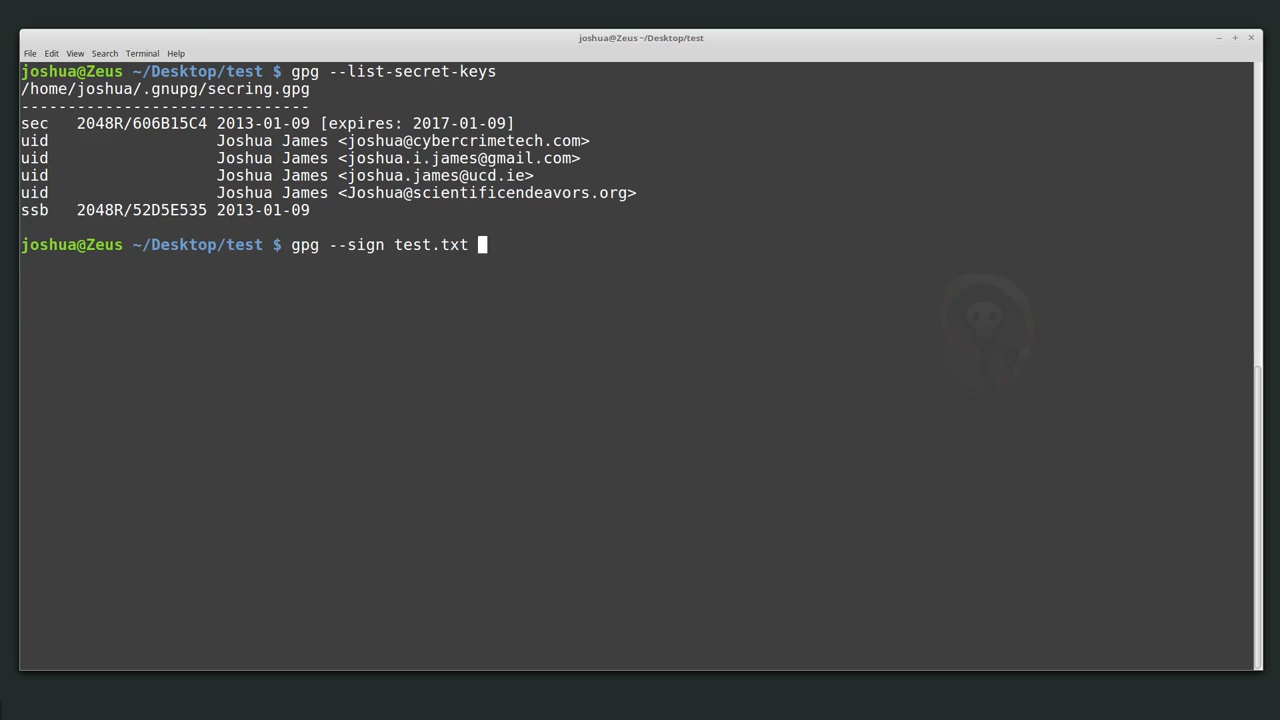 joshua@Zeus ~/Desktop/test
File Edit View Search Terminal Help
joshua@Zeus ~/Desktop/test $ gpg --list-secret-keys
/home/joshua/.gnupg/secring.gpg
-------------------------------
sec   2048R/606B15C4 2013-01-09 [expires: 2017-01-09]
uid                  Joshua James <joshua@cybercrimetech.com>
uid                  Joshua James <joshua.i.james@gmail.com>
uid                  Joshua James <joshua.james@ucd.ie>
uid                  Joshua James <Joshua@scientificendeavors.org>
ssb   2048R/52D5E535 2013-01-09
joshua@Zeus ~/Desktop/test $ gpg --sign test.txt